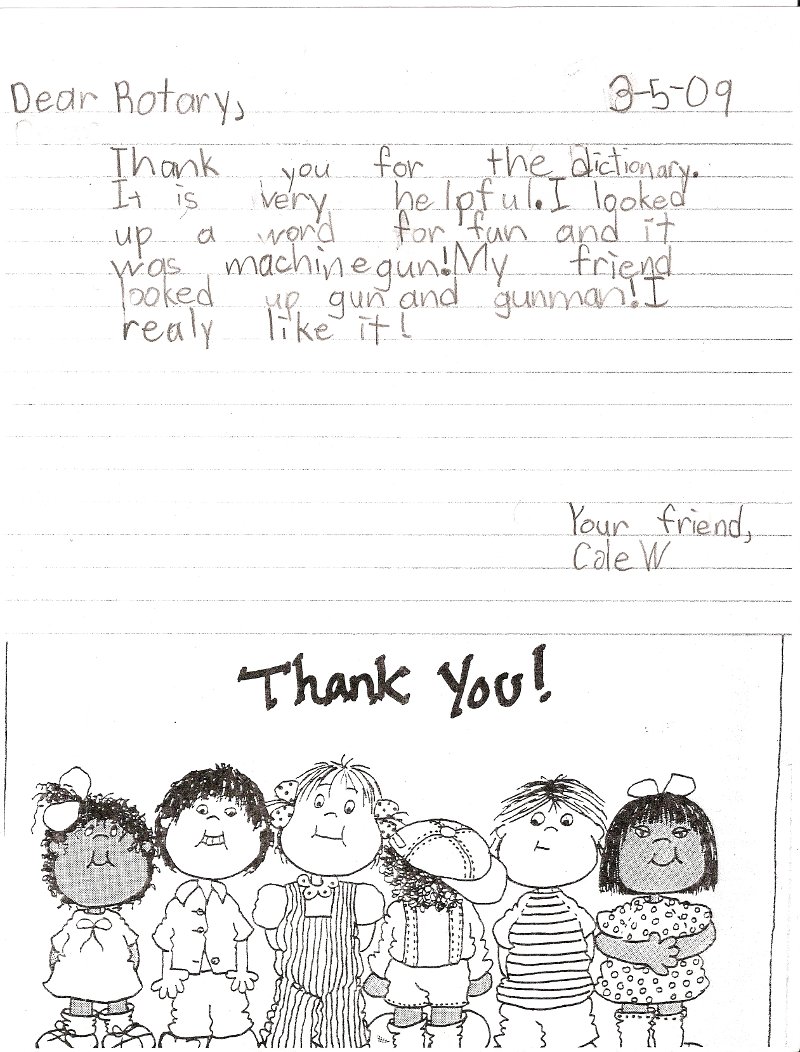 Dear Rotary, 3-5-09
Thank you for the dictionary.
It is very helpful. I looked
up a word for fun and it
was machinegun! My friend
looked up gun and gunman! I
realy like it!
Your friend,
Cole W
Thank You!